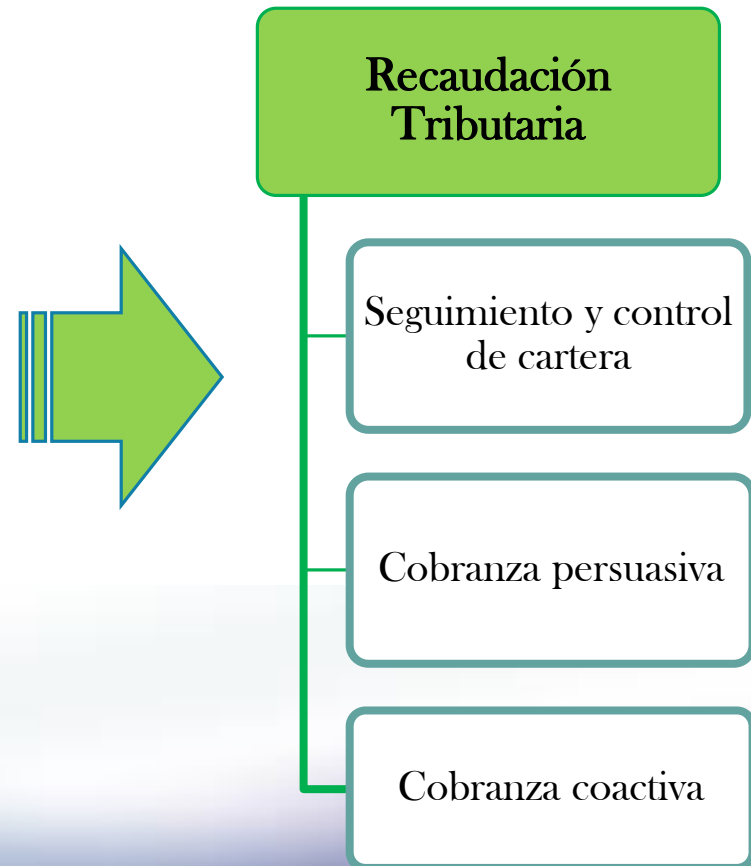 Recaudación
Tributaria
Seguimiento y control
de cartera
Cobranza persuasiva
Cobranza coactiva